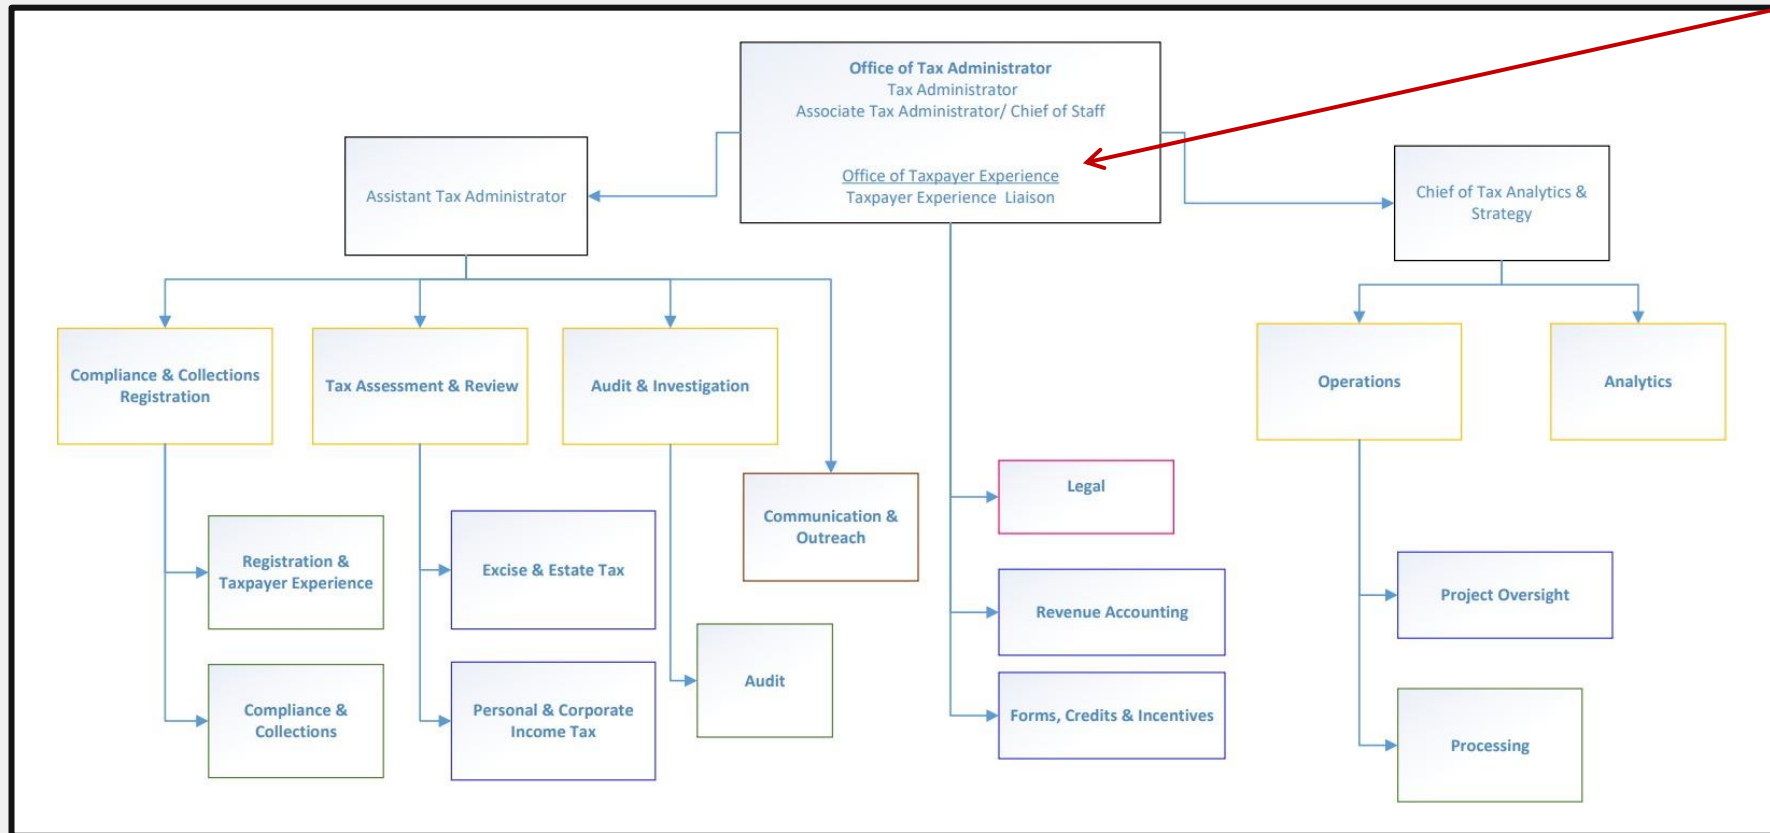 Office of Tax Administrator
Tax Administrator
Associate Tax Administrator/ Chief of Staff
Office of Taxpayer Experience
Taxpayer Experience Liaison
Assistant Tax Administrator
Chief of Tax Analytics &
Strategy
Compliance & Collections
Registration
Tax Assessment & Review
Audit & Investigation
Operations
Analytics
Communication &
Outreach
Legal
Registration &
Taxpayer Experience
Excise & Estate Tax
Revenue Accounting
Project Oversight
Compliance &
Collections
Personal & Corporate
Income Tax
Audit
Forms, Credits & Incentives
Processing